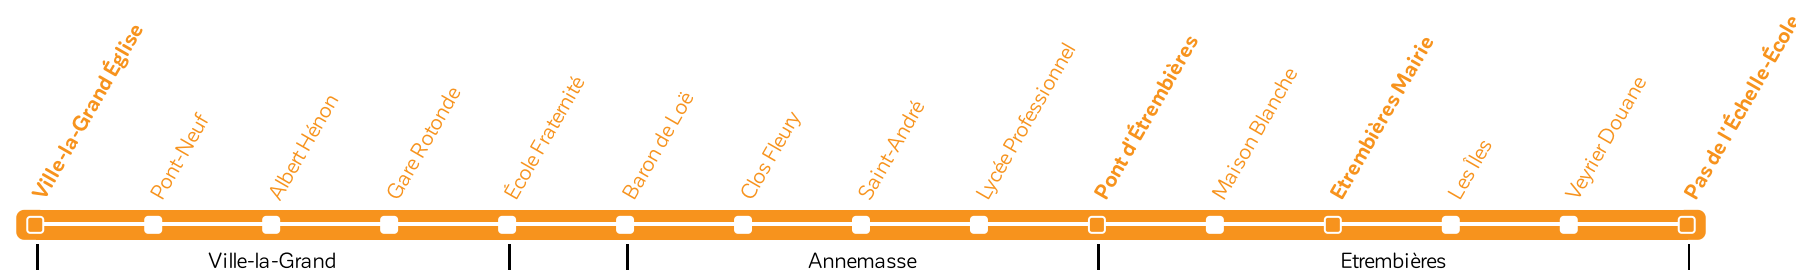 Ville-la-Grand Église
Pont-Neuf
Albert Hénon
Gare Rotonde
École Fraternité
Baron de Loë
Clos Fleury
Saint-André
Lycée Professionnel
Pont d'Étrembières
Maison Blanche
Etrembières Mairie
Les Îles
Veyrier Douane
Pas de l'Échelle-École
Ville-la-Grand
Annemasse
Etrembières